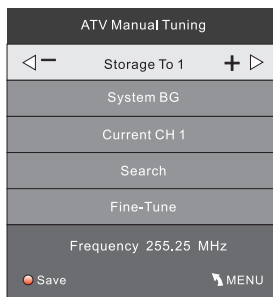 ATV Manual Tuning
Storage To 1
System BG
Current CH 1
Search
Fine-Tune
Frequency 255.25 MHz
Save MENU